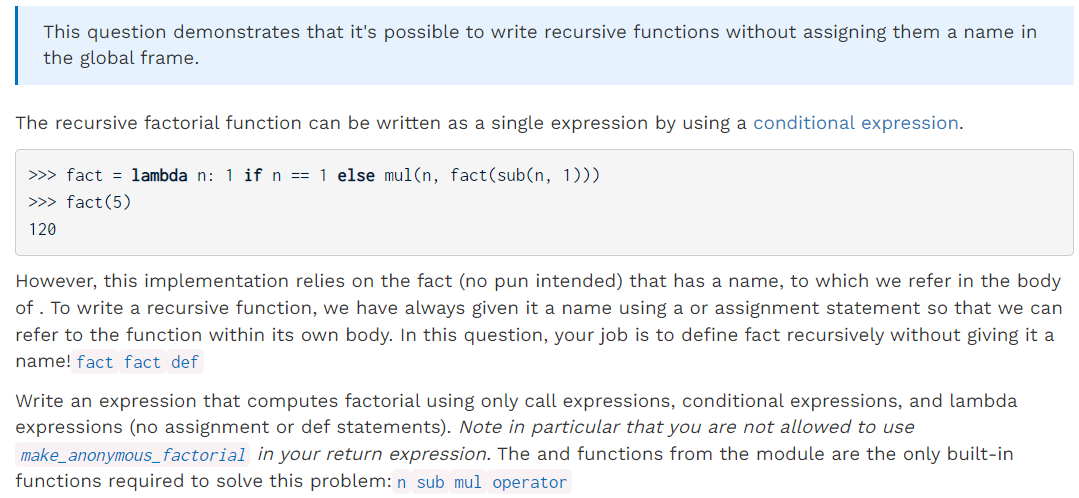 This question demonstrates that it's possible to write recursive functions without assigning them a name in
the global frame.
The recursive factorial function can be written as a single expression by using a conditional expression.
>>> fact = lambda n: 1 if n == 1 else mul(n, fact(sub(n, 1)))
>>> fact(5)
120
However, this implementation relies on the fact (no pun intended) that has a name, to which we refer in the body
of . To write a recursive function, we have always given it a name using a or assignment statement so that we can
refer to the function within its own body. In this question, your job is to define fact recursively without giving it a
name! fact fact def
Write an expression that computes factorial using only call expressions, conditional expressions, and lambda
expressions (no assignment or def statements). Note in particular that you are not allowed to use
make_anonymous_factorial in your return expression. The and functions from the module are the only built-in
functions required to solve this problem: n sub mul operator